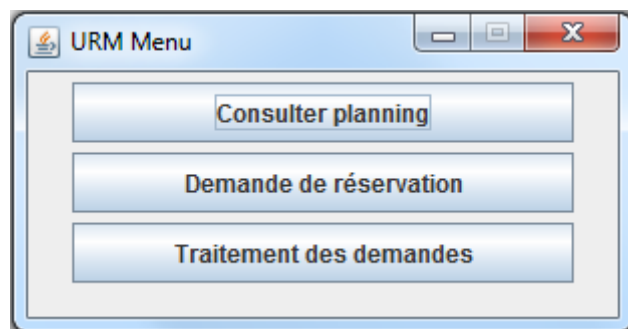 URM Menu
Consulter planning
Demande de réservation
Traitement des demandes